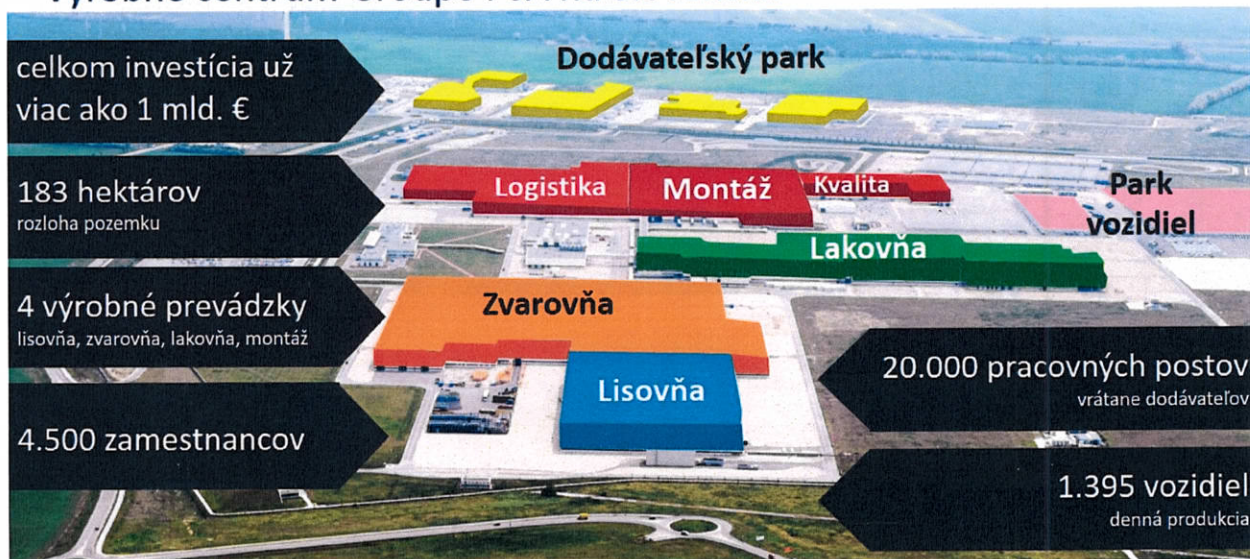 celkom investícia už
viac ako 1 mld. €
183 hektárov
rozloha pozemku
4 výrobné prevádzky
lisovňa, zvarovňa, lakovňa, montáž
4.500 zamestnancov
Dodávateľský park
Logistika
Montáž
Kvalita
Park
vozidiel
Lakovňa
Zvarovňa
Lisovňa
20.000 pracovných postov
vrátane dodávateľov
1.395 vozidiel
denná produkcia